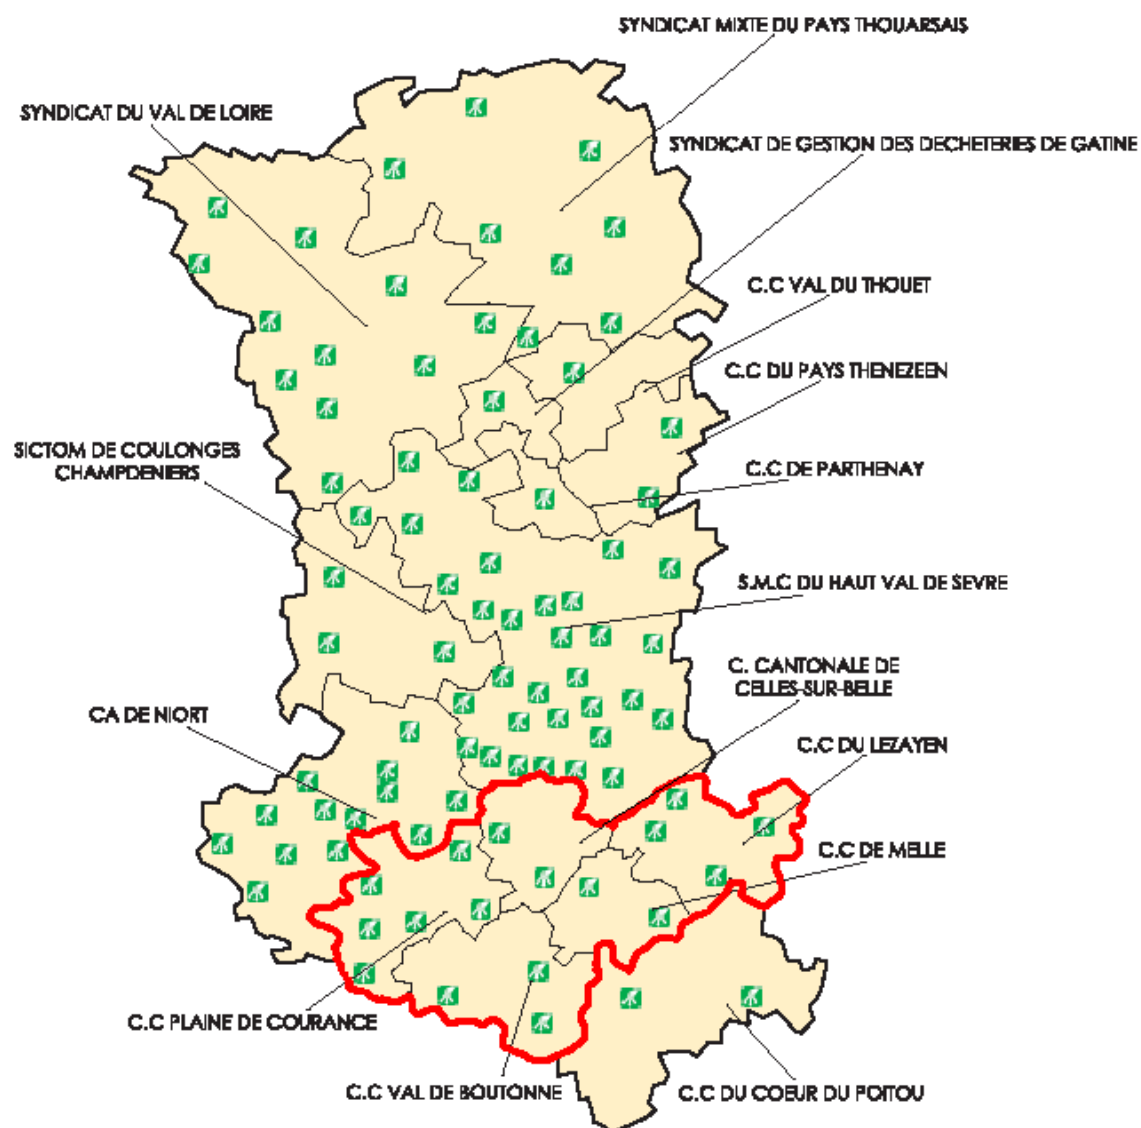 SYNDICAT MIXTE DU PAYS THOUARSAIS
SYNDICAT DU VAL DE LOIRE
SYNDICAT DE GESTION DES DECHETERIES DE GATINE
C.C VAL DU THOUET
C.C DU PAYS THENEZEEN
SICTOM DE COULONGES
CHAMPDENIERS
C.C DE PARTHENAY
S.M.C DU HAUT VAL DE SEVRE
C. CANTONALE DE
CELLES-SUR-BELLE
CA DE NIORT
C.C DU LEZAYEN
C.C DE MELLE
C.C PLAINE DE COURANCE
C.C VAL DE BOUTONNE
C.C DU COEUR DU POITOU